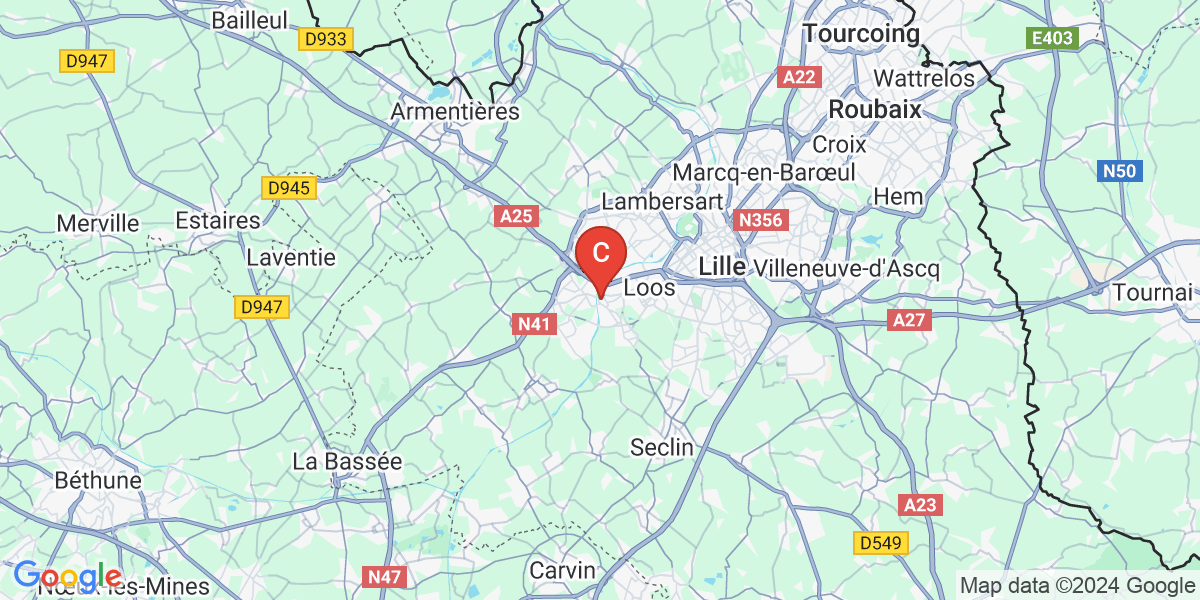 Bailleul
D933
Tourcoing
E403
D947
A22
Wattrelos
Armentières
Roubaix
Croix
Marcq-en-Barœul
N50
D945
Hem
Lambersart
Merville
Estaires
A25
N356
Laventie
C
Lille
Villeneuve-d'Ascq
Loos
Tournai
D947
N41
A27
Seclin
La Bassée
Béthune
A23
D549
Carvin
Google
N47
Nœux-les-Mines
Map data ©2024 Google